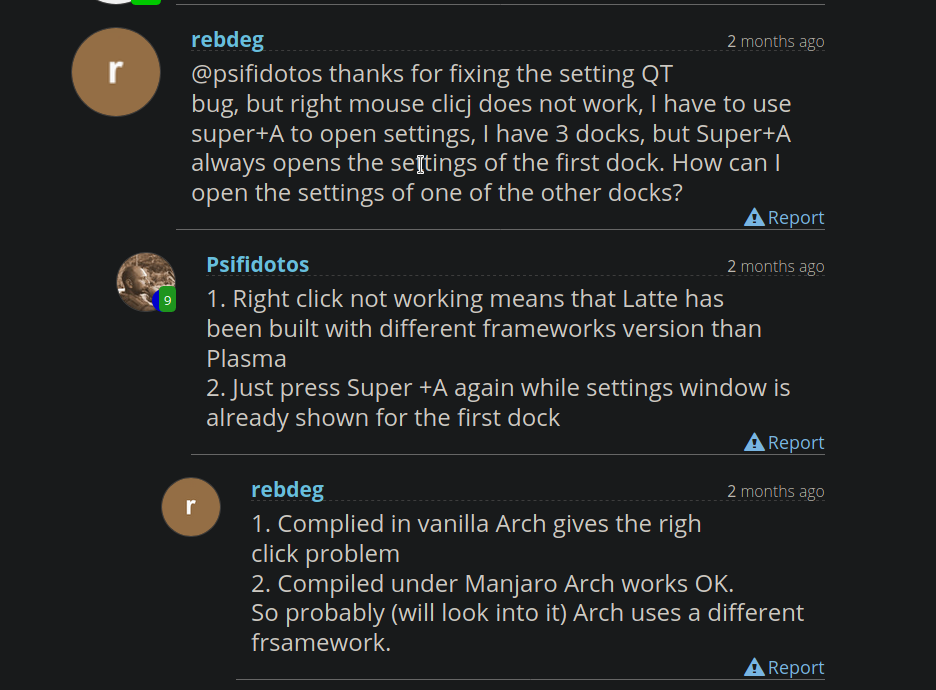 r
rebdeg
2 months ago
@psifidotos thanks for fixing the setting QT
bug, but right mouse clicj does not work, I have to use
super+A to open settings, I have 3 docks, but Super+A
always opens the settings of the first dock. How can I
open the settings of one of the other docks?
Report
9
Psifidotos
2 months ago
1. Right click not working means that Latte has
been built with different frameworks version than
Plasma
2. Just press Super +A again while settings window is
already shown for the first dock
Report
r
rebdeg
2 months ago
1. Complied in vanilla Arch gives the righ
click problem
2. Compiled under Manjaro Arch works OK.
So probably (will look into it) Arch uses a different
frsamework.
Report